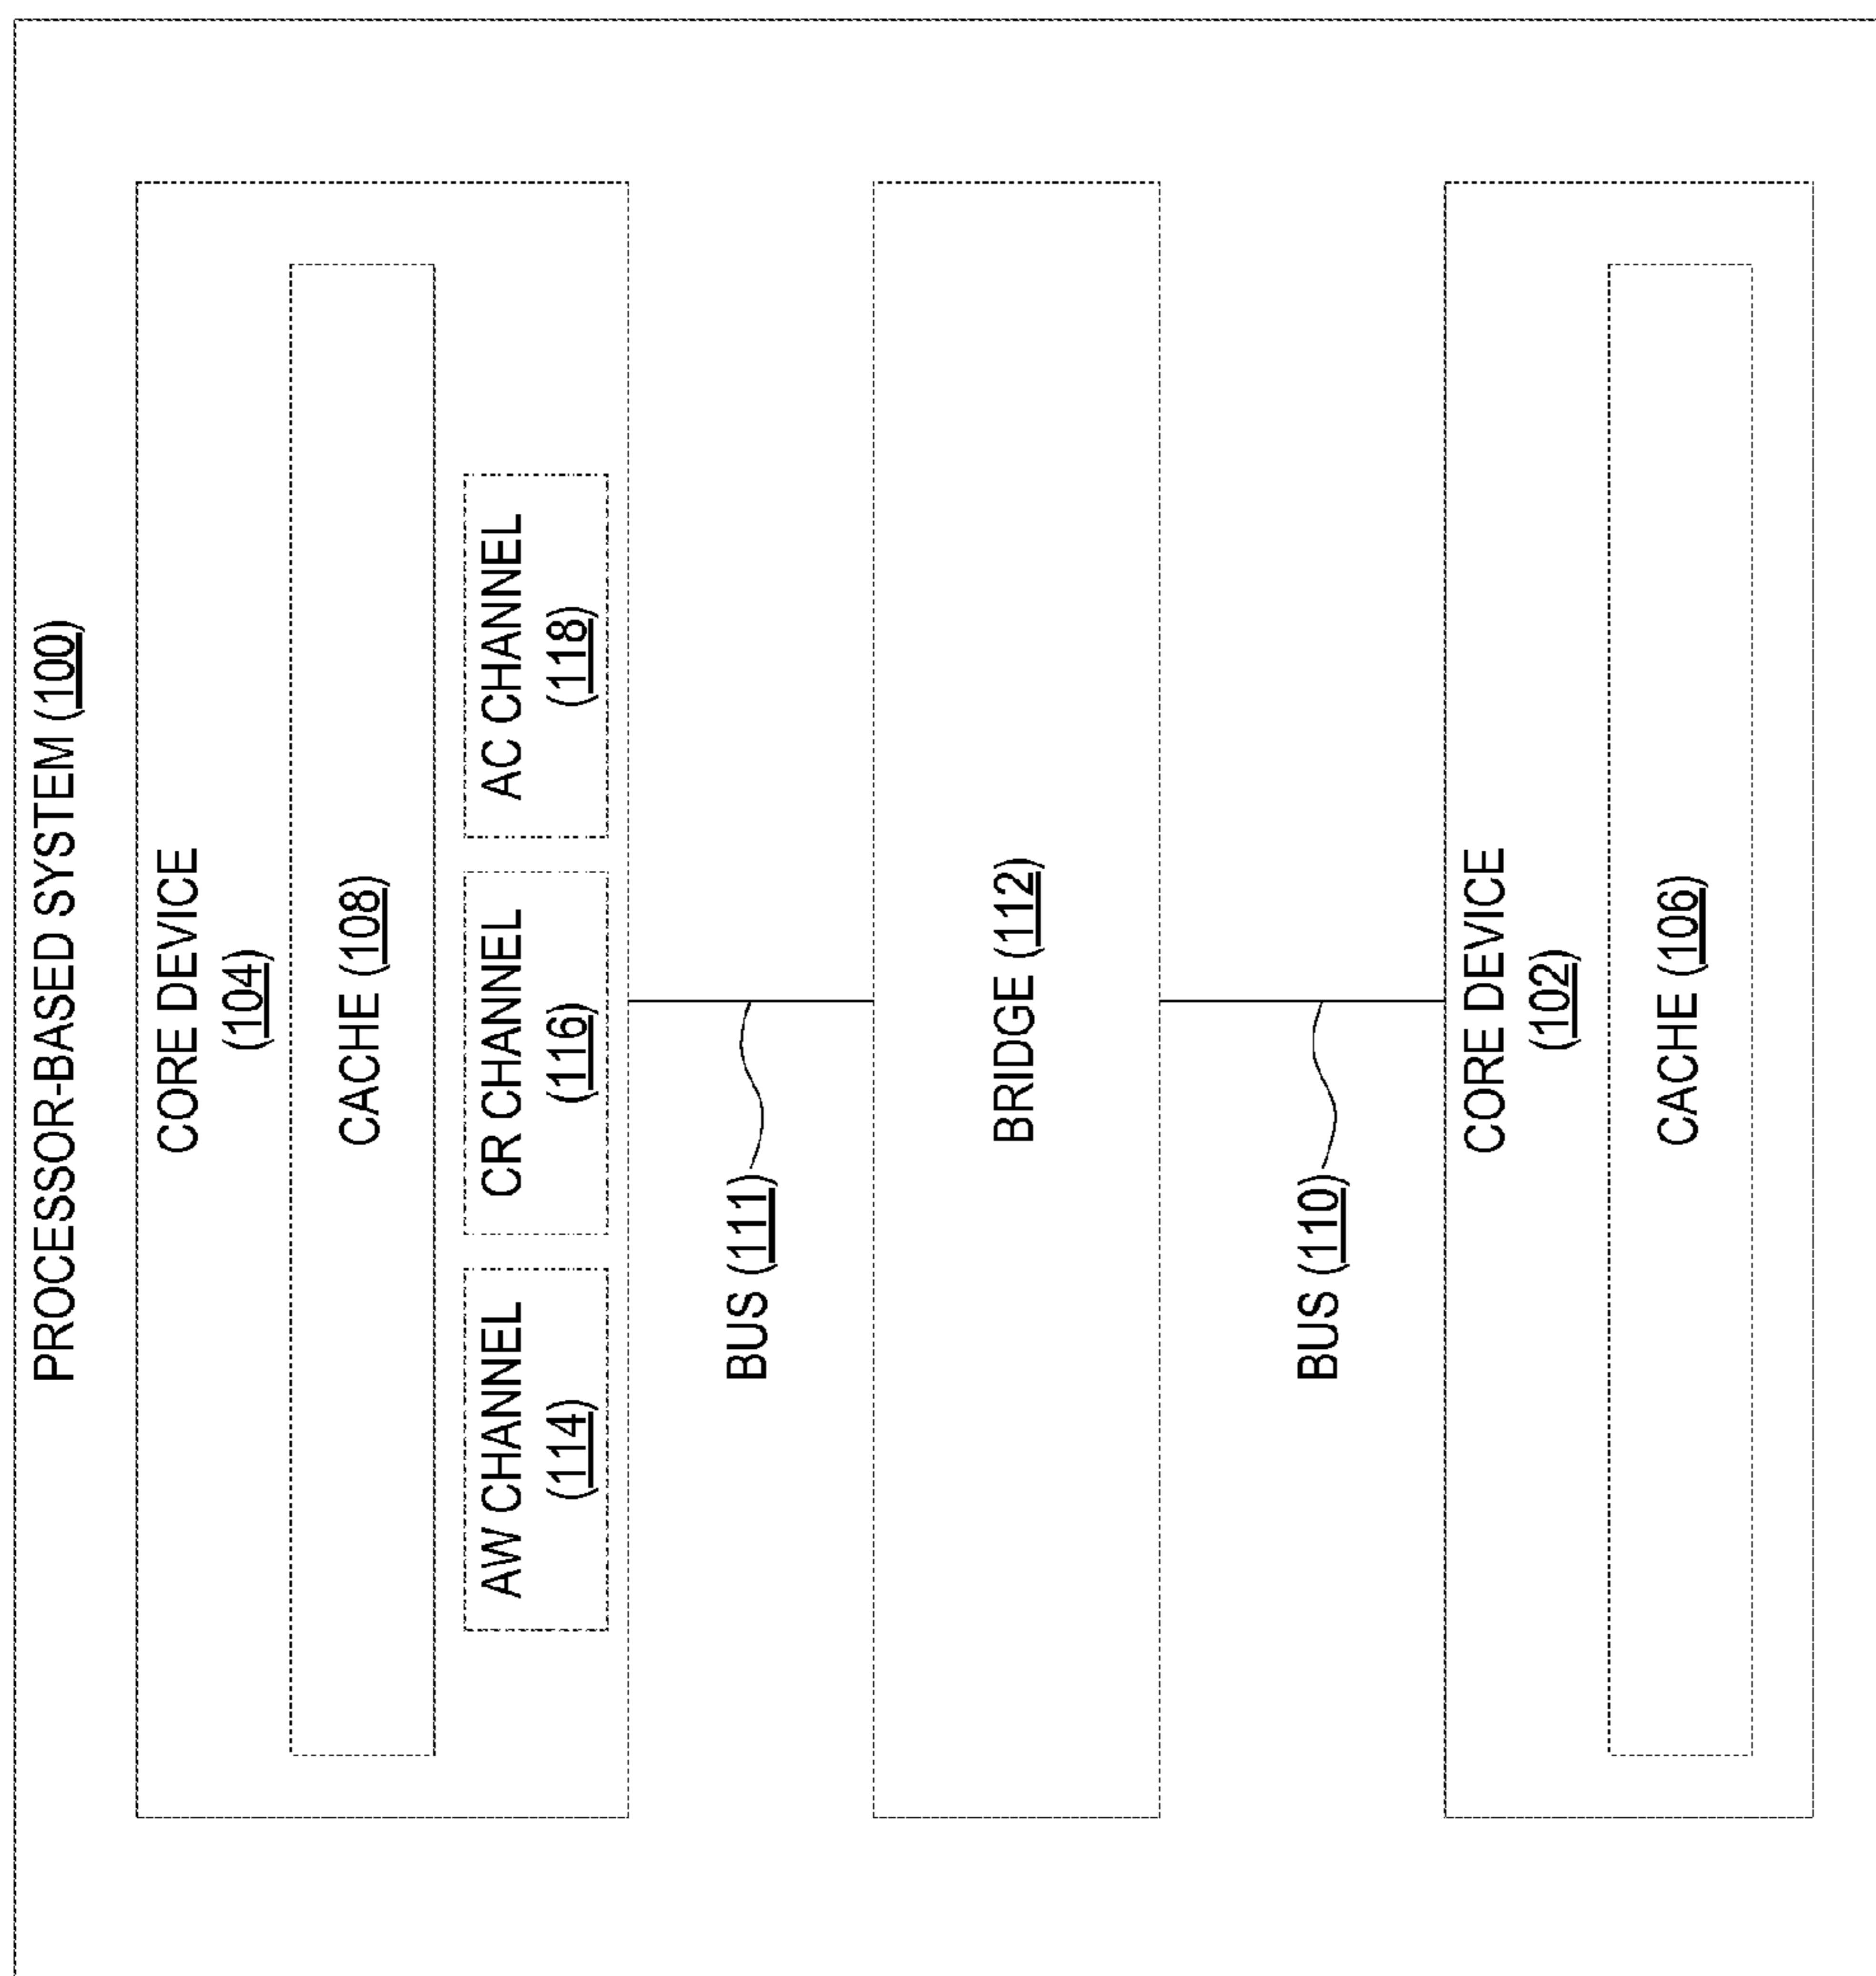 PROCESSOR-BASED SYSTEM (100)
CORE DEVICE
(104)
CACHE (108)
AW CHANNEL
(114)
CR CHANNEL
(116)
AC CHANNEL
(118)
BUS (111)
BRIDGE (112)
BUS (110)
CORE DEVICE
(102)
CACHE (106)